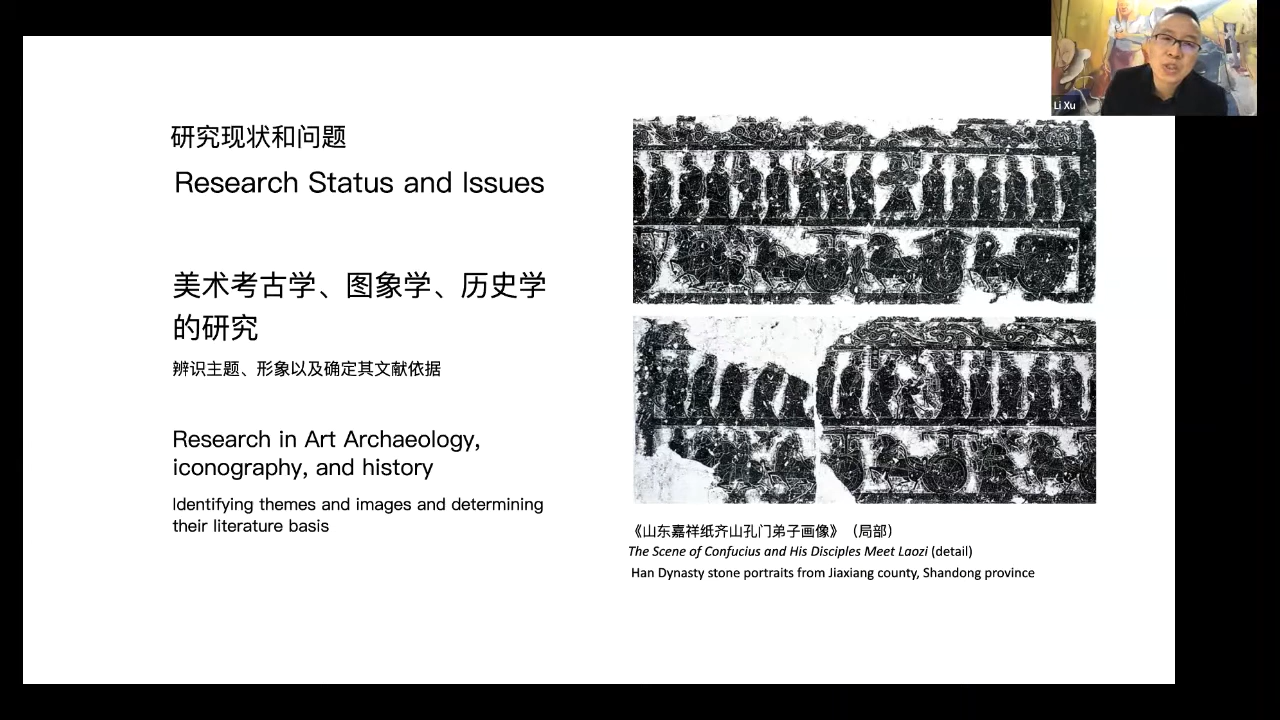 研究现状和问题
Research Status and Issues
美术考古学、图象学、历史学
的研究
辨识主题、形象以及确定其文献依据
Research in Art Archaeology,
iconography, and history
Identifying themes and images and determining
their literature basis
《山东嘉祥纸齐山孔门弟子画像》（局部）
The Scene of Confucius and His Disciples Meet Laozi (detail)
Han Dynasty stone portraits from Jiaxiang county, Shandong province
Li Xu